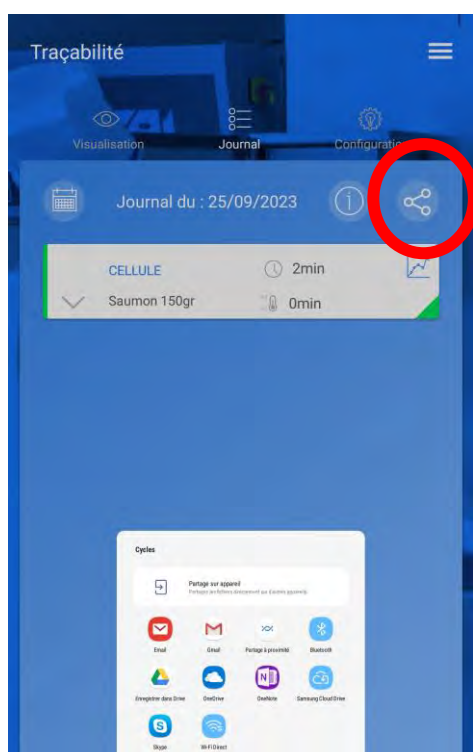 Traçabilité
Visualisation Journal Configuration
Journal du : 25/09/2023
CELLULE 2min
Saumon 150gr 0min
Cycles
Partage sur appareil
Email Gmail Partage à proximité Bluetooth
Enregistrer dans Drive OneDrive OneNote Samsung Cloud Drive
Skype Wi-Fi Direct